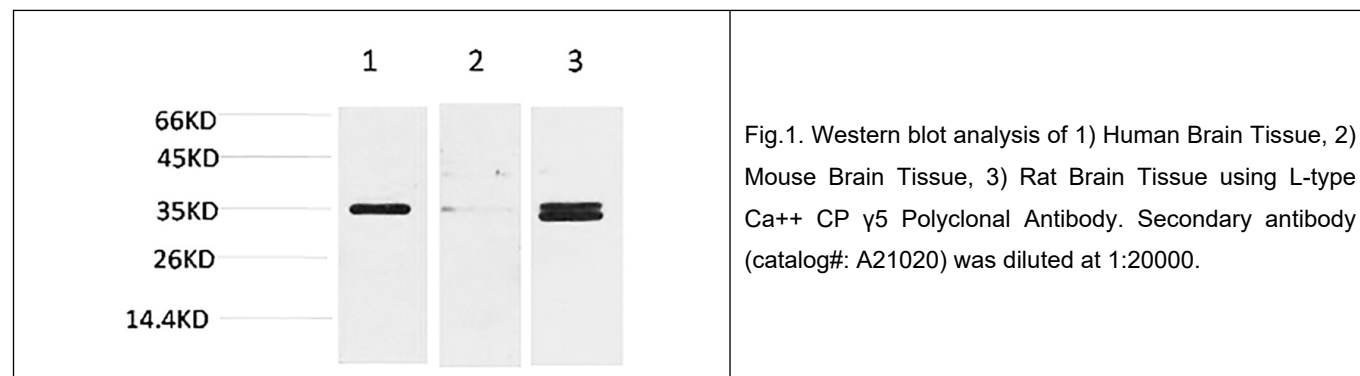 1 2 3
66KD
45KD
35KD
26KD
14.4KD
Fig.1. Western blot analysis of 1) Human Brain Tissue, 2)
Mouse Brain Tissue, 3) Rat Brain Tissue using L-type
Ca++ CP γ5 Polyclonal Antibody. Secondary antibody
(catalog#: A21020) was diluted at 1:20000.